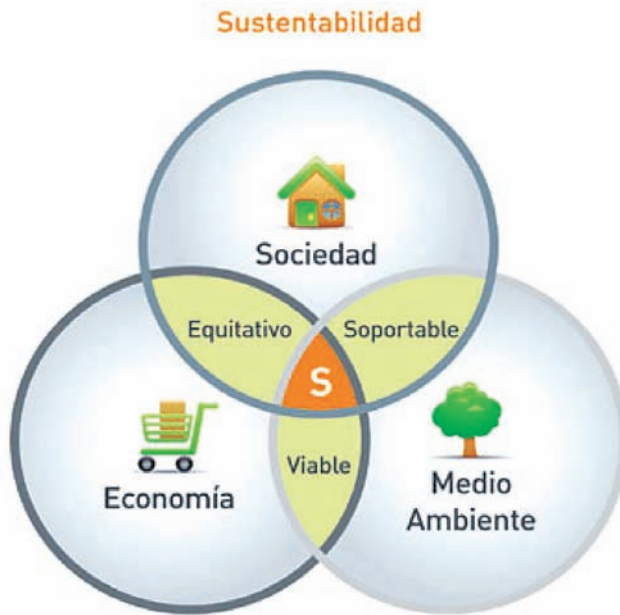 Sustentabilidad
Sociedad
Equitativo
Soportable
S
Viable
Economía
Medio
Ambiente